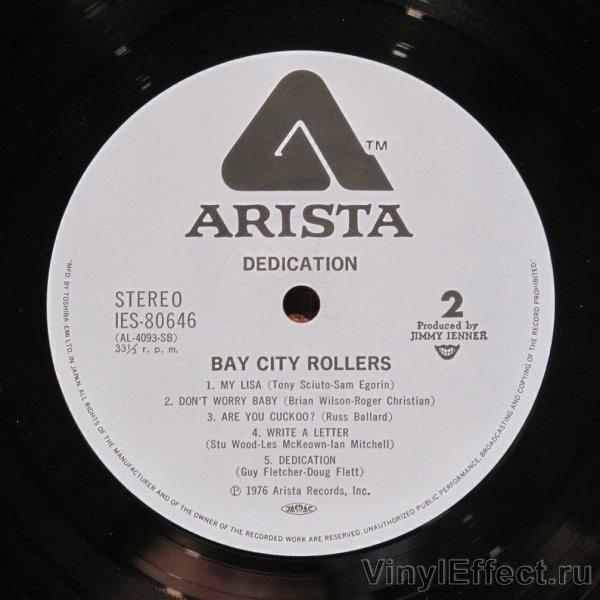 TM
ARISTA
DEDICATION
STEREO
IES-80646
(AL-4093-SB)
33⅓ r. p. m.
2
Produced by
JIMMY IENNER
BAY CITY ROLLERS
1. MY LISA (Tony Sciuto-Sam Egorin)
2. DON'T WORRY BABY (Brian Wilson-Roger Christian)
3. ARE YOU CUCKOO? (Russ Ballard)
4. WRITE A LETTER
(Stu Wood-Les McKeown-Ian Mitchell)
5. DEDICATION
(Guy Fletcher-Doug Flett)
℗ 1976 Arista Records, Inc.
JASRAC
"MFD. BY TOSHIBA-EMI LTD. IN JAPAN. ALL RIGHTS OF THE MANUFACTURER AND OF THE OWNER OF THE RECORDED WORK ARE RESERVED. UNAUTHORIZED PUBLIC PERFORMANCE, BROADCASTING AND COPYING OF THE RECORD PROHIBITED."
VinylEffect.ru